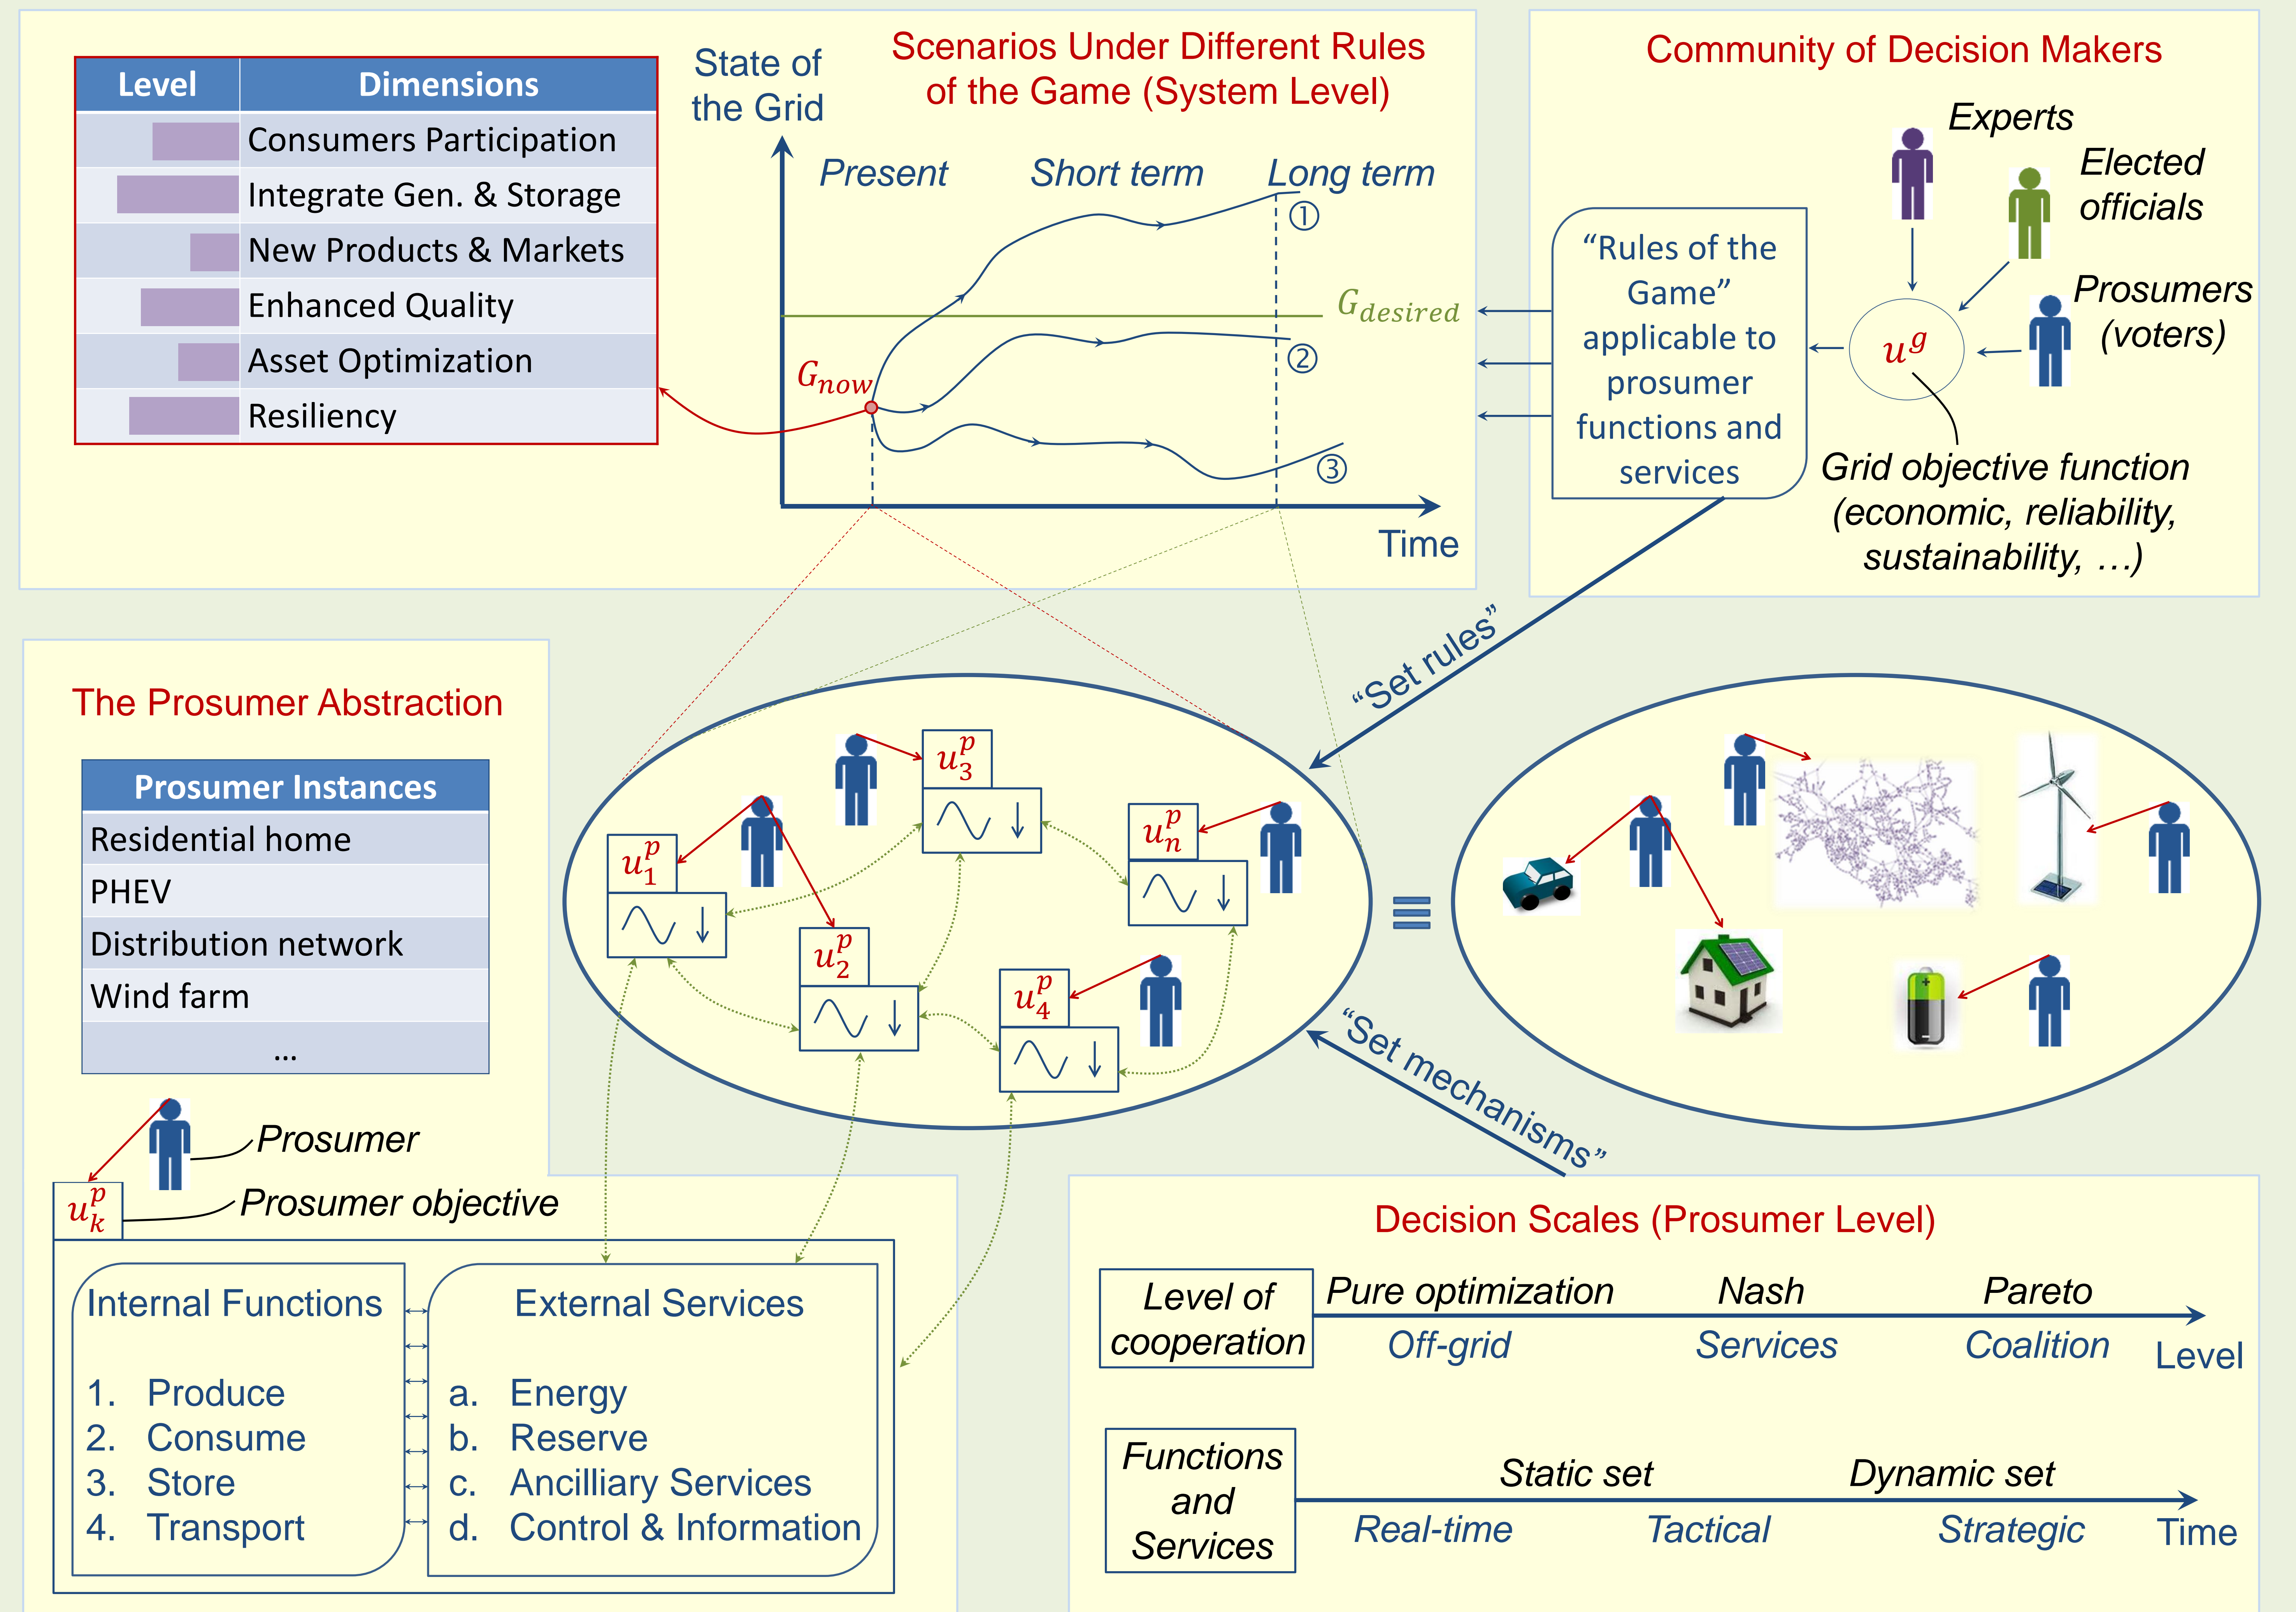 Level Dimensions
Consumers Participation
Integrate Gen. & Storage
New Products & Markets
Enhanced Quality
Asset Optimization
Resiliency
State of
the Grid
Scenarios Under Different Rules
of the Game (System Level)
Present Short term Long term
①
G_desired
②
G_now
③
Time
Community of Decision Makers
Experts
Elected
officials
Prosumers
(voters)
“Rules of the
Game”
applicable to
prosumer
functions and
services
u^g
Grid objective function
(economic, reliability,
sustainability, …)
“Set rules”
The Prosumer Abstraction
Prosumer Instances
Residential home
PHEV
Distribution network
Wind farm
...
Prosumer
Prosumer objective
u_k^p
Internal Functions
1. Produce
2. Consume
3. Store
4. Transport
External Services
a. Energy
b. Reserve
c. Ancilliary Services
d. Control & Information
u_3^p
u_1^p
u_n^p
u_2^p
u_4^p
≡
“Set mechanisms”
Decision Scales (Prosumer Level)
Level of
cooperation
Pure optimization Nash Pareto
Off-grid Services Coalition Level
Functions
and
Services
Static set Dynamic set
Real-time Tactical Strategic Time